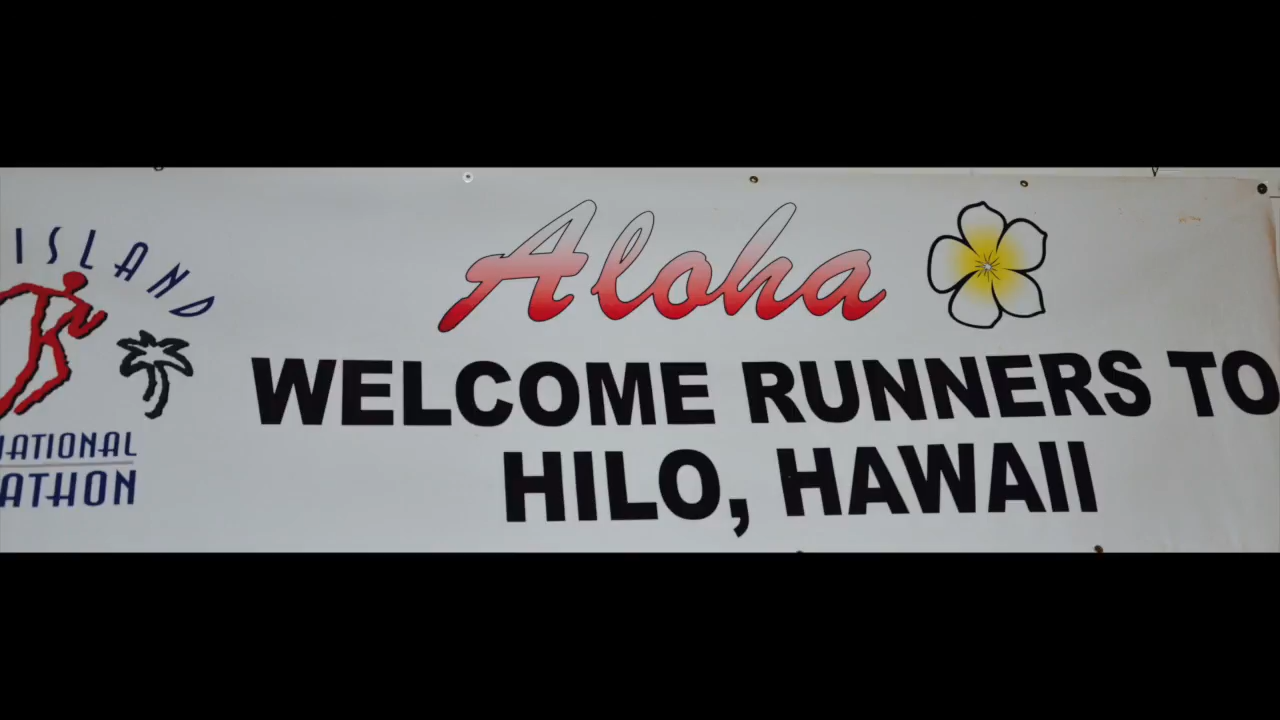 ISLAND
NATIONAL
ATHON
Aloha
WELCOME RUNNERS TO
HILO, HAWAII